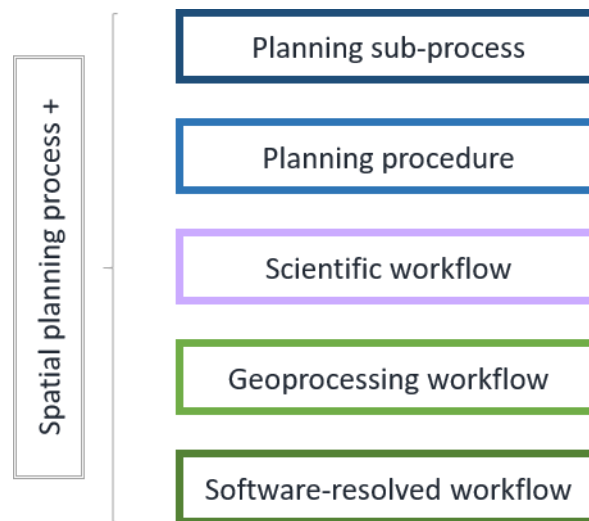 Spatial planning process +
Planning sub-process
Planning procedure
Scientific workflow
Geoprocessing workflow
Software-resolved workflow